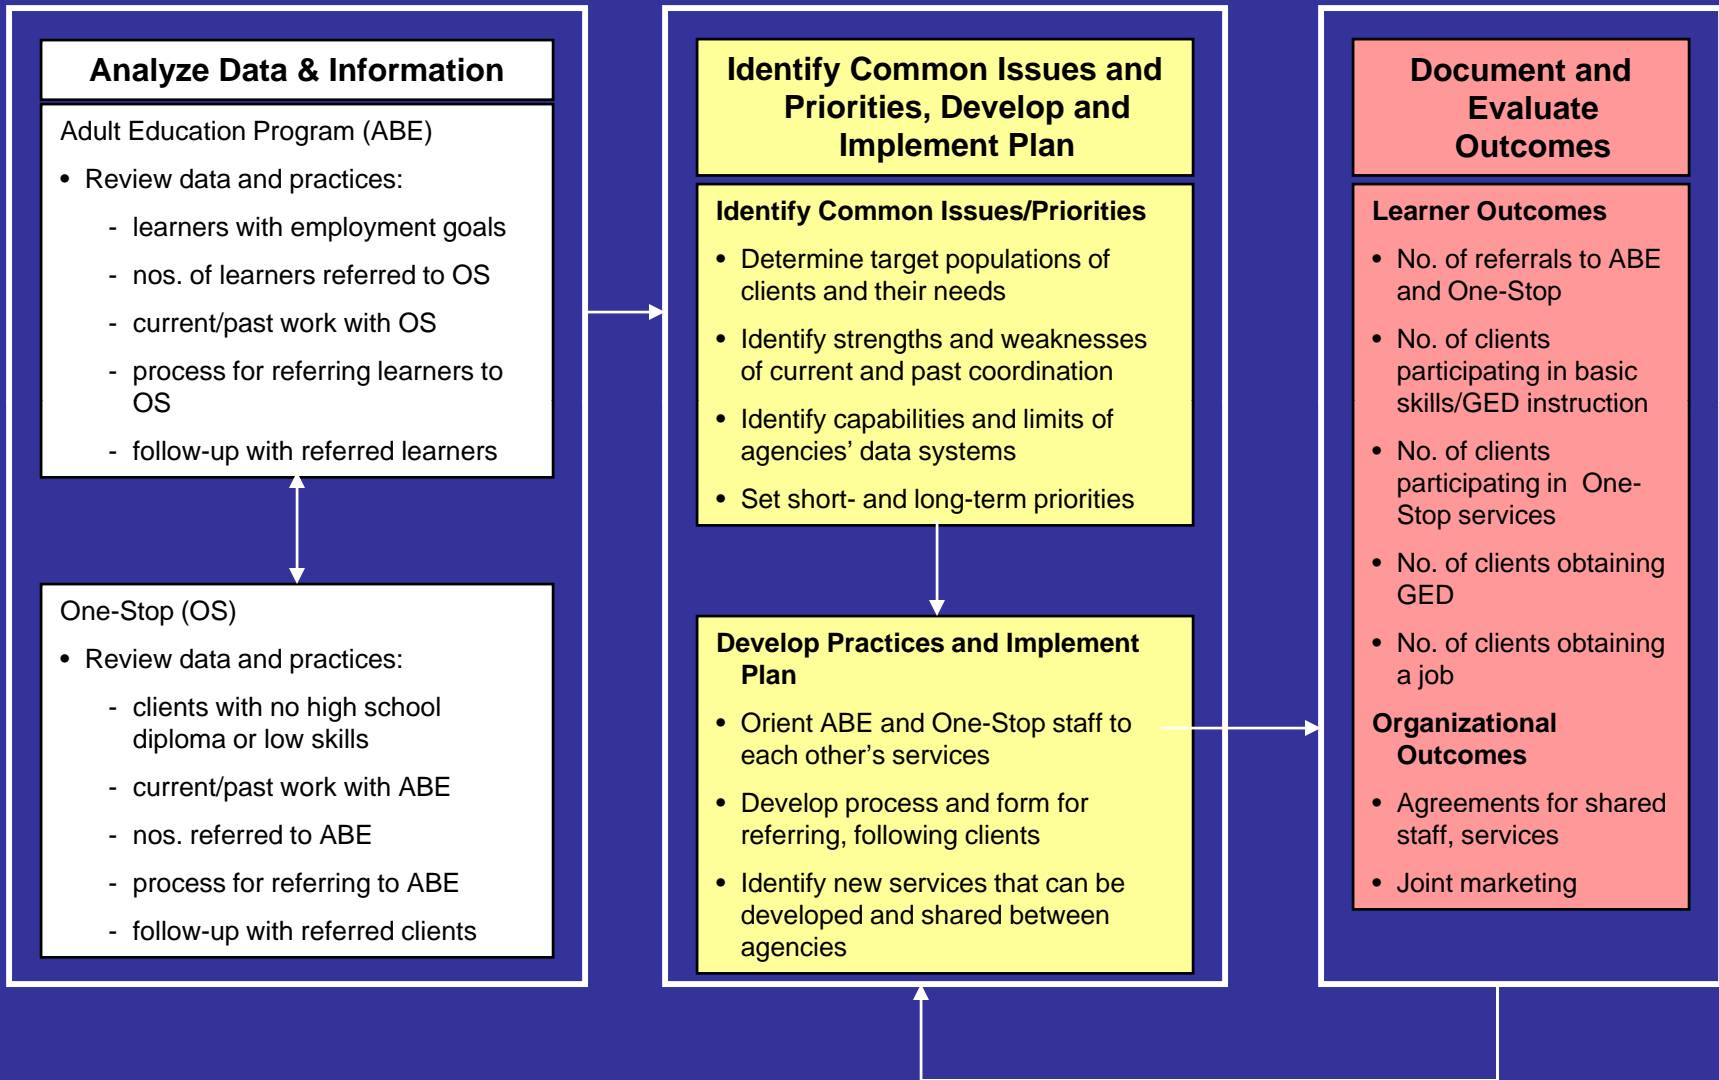 Analyze Data & Information
Adult Education Program (ABE)
• Review data and practices:
- learners with employment goals
- nos. of learners referred to OS
- current/past work with OS
- process for referring learners to
OS
- follow-up with referred learners
One-Stop (OS)
• Review data and practices:
- clients with no high school
diploma or low skills
- current/past work with ABE
- nos. referred to ABE
- process for referring to ABE
- follow-up with referred clients
Identify Common Issues and
Priorities, Develop and
Implement Plan
Identify Common Issues/Priorities
• Determine target populations of
clients and their needs
• Identify strengths and weaknesses
of current and past coordination
• Identify capabilities and limits of
agencies’ data systems
• Set short- and long-term priorities
Develop Practices and Implement
Plan
• Orient ABE and One-Stop staff to
each other’s services
• Develop process and form for
referring, following clients
• Identify new services that can be
developed and shared between
agencies
Document and
Evaluate
Outcomes
Learner Outcomes
• No. of referrals to ABE
and One-Stop
• No. of clients
participating in basic
skills/GED instruction
• No. of clients
participating in One-
Stop services
• No. of clients obtaining
GED
• No. of clients obtaining
a job
Organizational
Outcomes
• Agreements for shared
staff, services
• Joint marketing